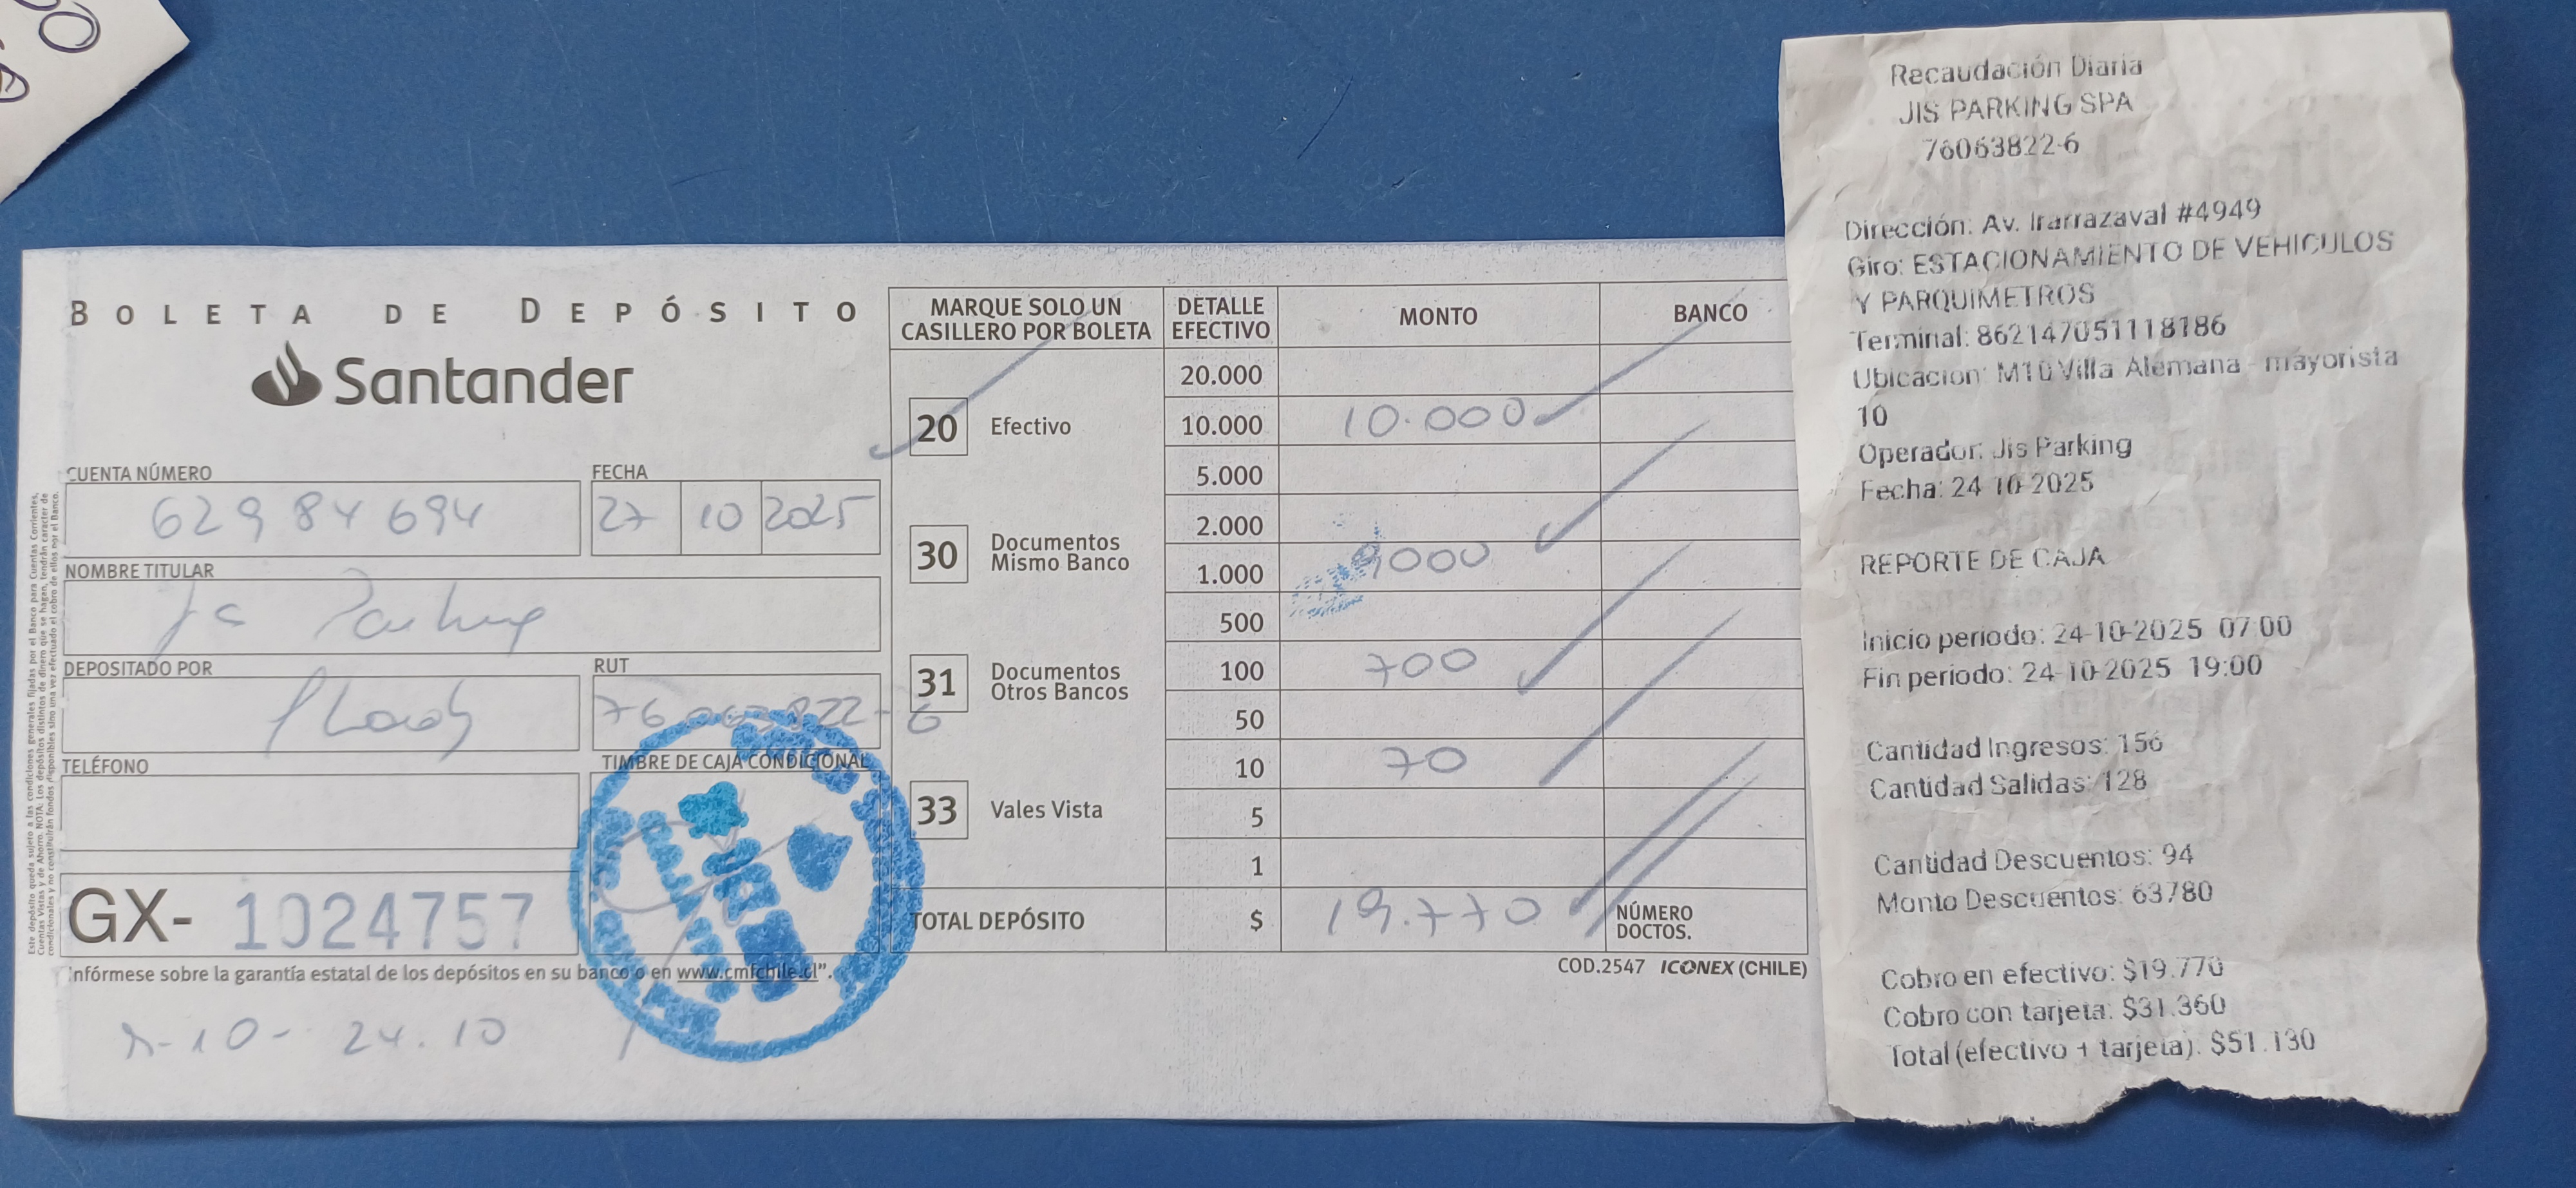 BOLETA DE DEPÓSITO
Santander
CUENTA NÚMERO
62984694
FECHA
27 10 2025
NOMBRE TITULAR
Jis Parking
DEPOSITADO POR
RUT
76.063.822-6
TELÉFONO
TIMBRE DE CAJA CONDICIONAL
GX- 1024757
Infórmese sobre la garantía estatal de los depósitos en su banco o en www.cmfchile.cl".
24.10
MARQUE SOLO UN CASILLERO POR BOLETA
20 Efectivo
30 Documentos Mismo Banco
31 Documentos Otros Bancos
33 Vales Vista
DETALLE EFECTIVO MONTO BANCO
20.000
10.000 10.000
5.000
2.000
1.000 9000
500
100 700
50
10 70
5
1
TOTAL DEPÓSITO $ 19.770 NÚMERO DOCTOS.
COD.2547 ICONEX (CHILE)
Recaudación Diaria
JIS PARKING SPA
76063822-6
Dirección: Av. Irarrazaval #4949
Giro: ESTACIONAMIENTO DE VEHICULOS
Y PARQUIMETROS
Terminal: 862147051118186
Ubicacion: M10 Villa Alemana - mayorista
10
Operador: Jis Parking
Fecha: 24-10-2025
REPORTE DE CAJA
Inicio periodo: 24-10-2025 07:00
Fin periodo: 24-10-2025 19:00
Cantidad Ingresos: 156
Cantidad Salidas: 128
Cantidad Descuentos: 94
Monto Descuentos: 63780
Cobro en efectivo: $19.770
Cobro con tarjeta: $31.360
Total (efectivo + tarjeta): $51.130